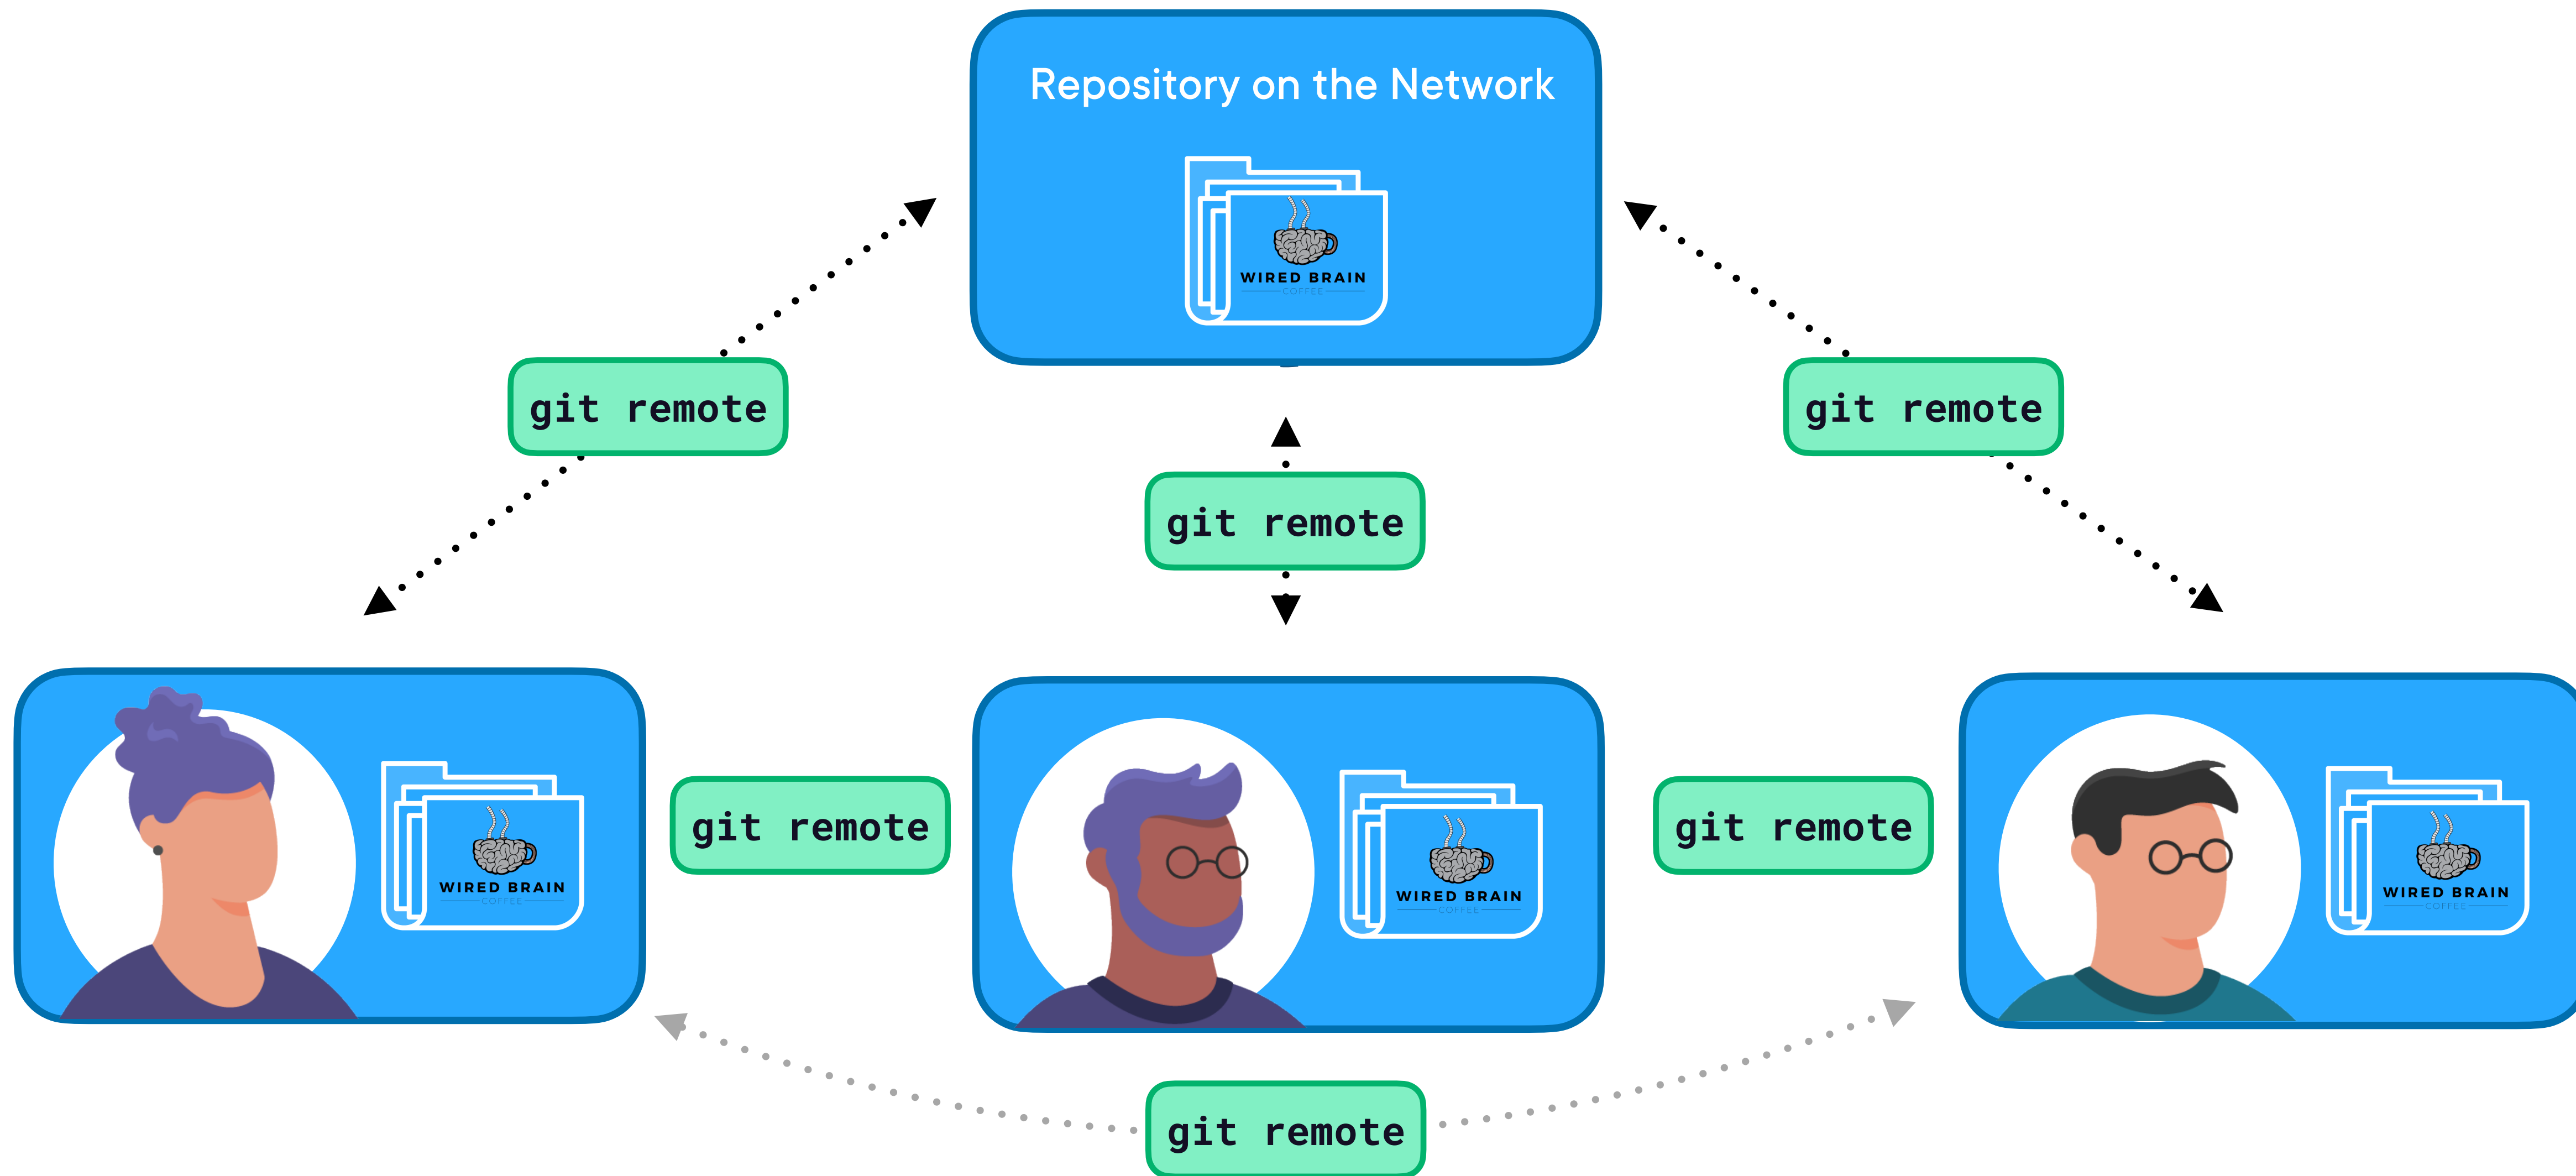 Repository on the Network
WIRED BRAIN
COFFEE
git remote
git remote
git remote
WIRED BRAIN
COFFEE
git remote
WIRED BRAIN
COFFEE
git remote
WIRED BRAIN
COFFEE
git remote